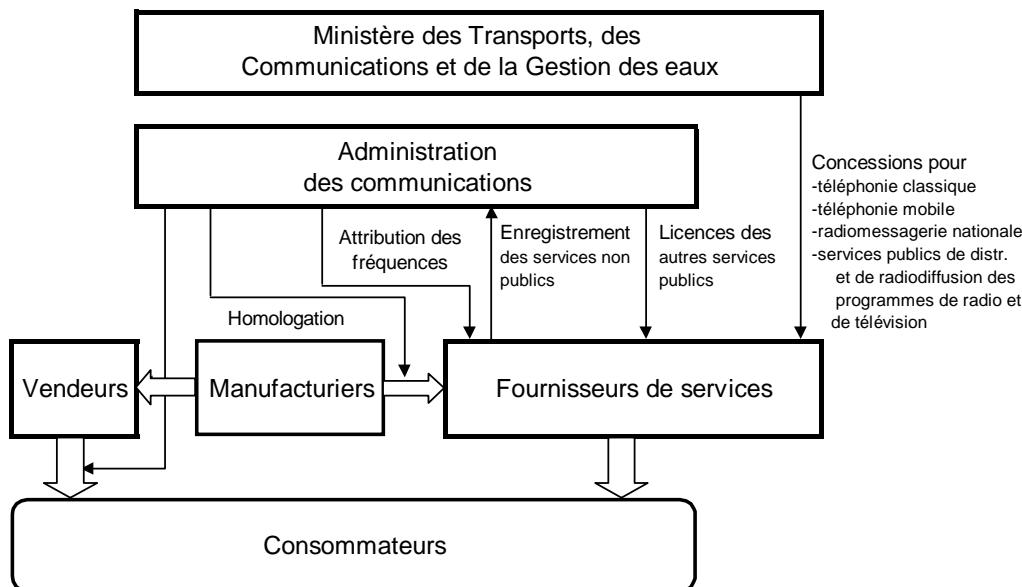 Ministère des Transports, des
Communications et de la Gestion des eaux
Administration
des communications
Concessions pour
-téléphonie classique
-téléphonie mobile
-radiomessagerie nationale
-services publics de distr.
et de radiodiffusion des
programmes de radio et
de télévision
Attribution des
fréquences
Enregistrement
des services non
publics
Licences des
autres services
publics
Homologation
Vendeurs
Manufacturiers
Fournisseurs de services
Consommateurs